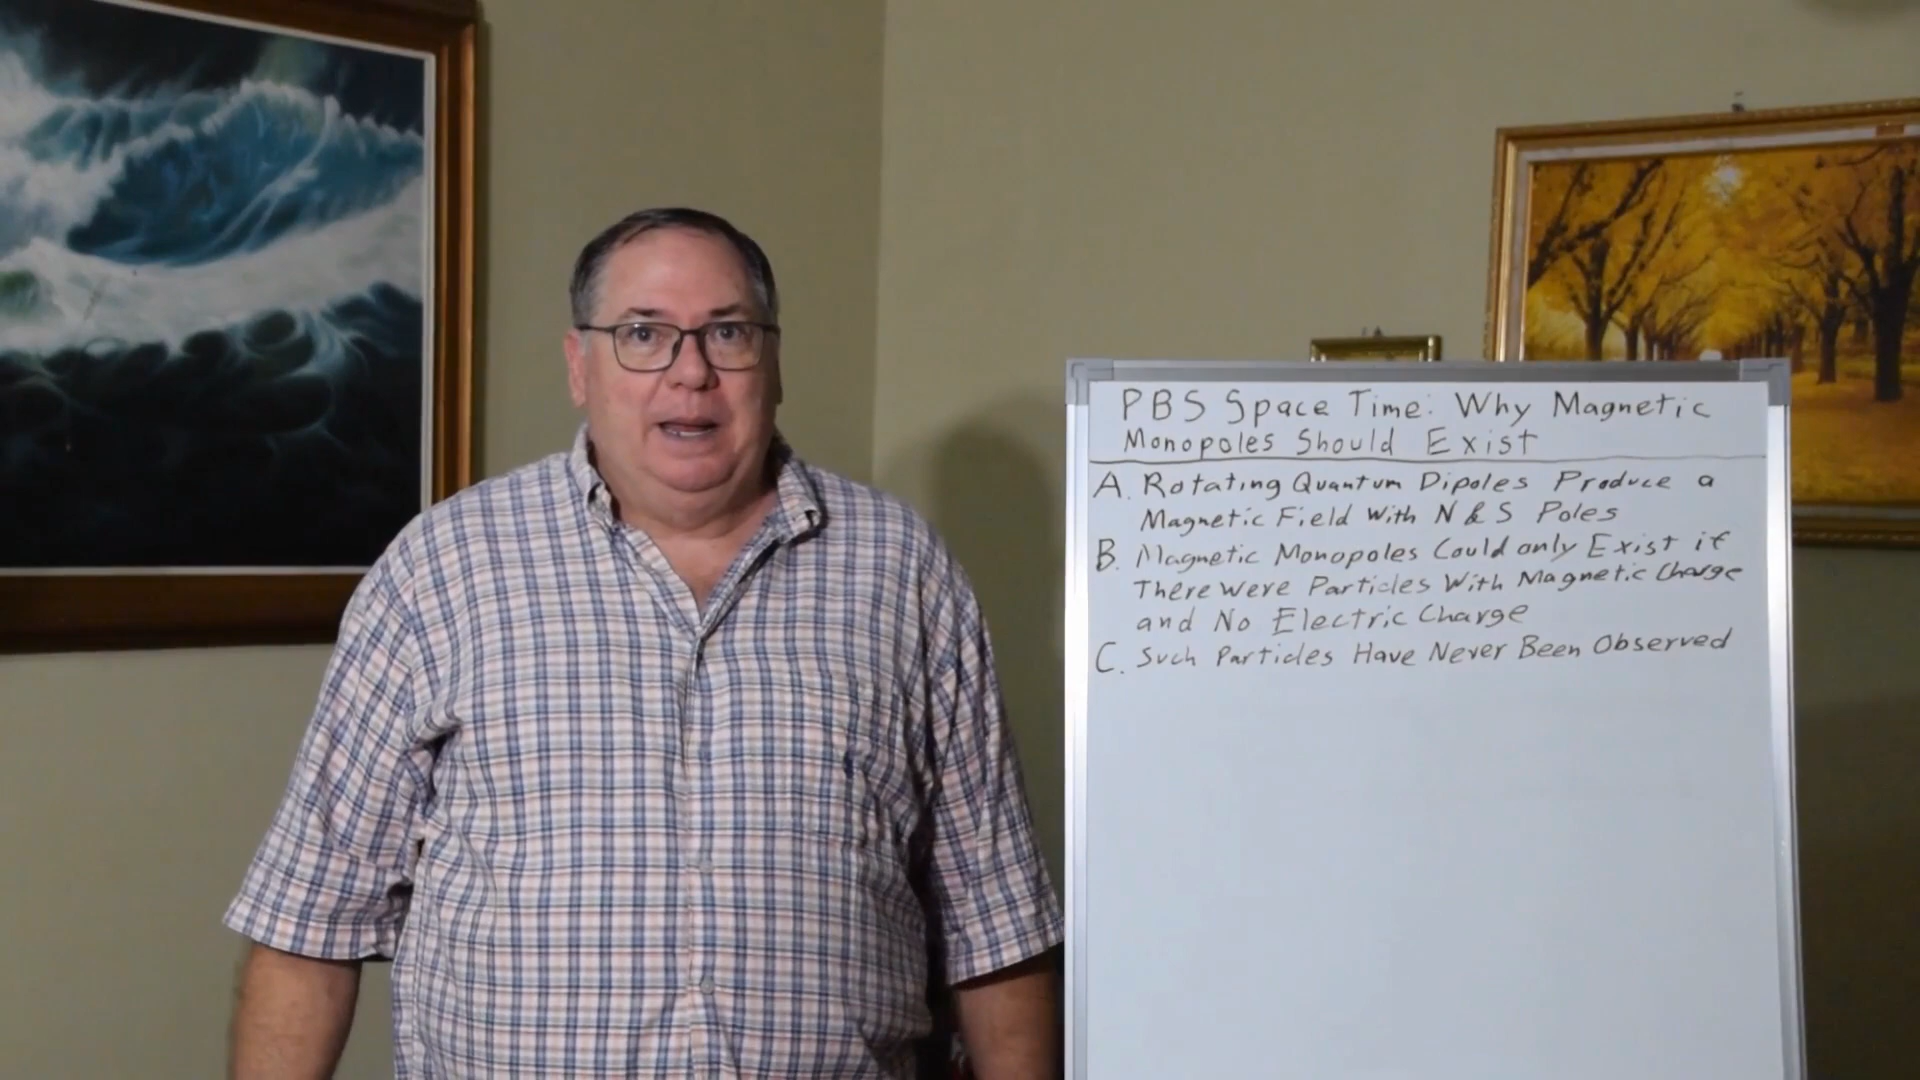 PBS Space Time: Why Magnetic
Monopoles Should Exist
A. Rotating Quantum Dipoles Produce a
Magnetic Field With N & S Poles
B. Magnetic Monopoles Could only Exist if
There Were Particles With Magnetic Charge
and No Electric Charge
C. Such Particles Have Never Been Observed